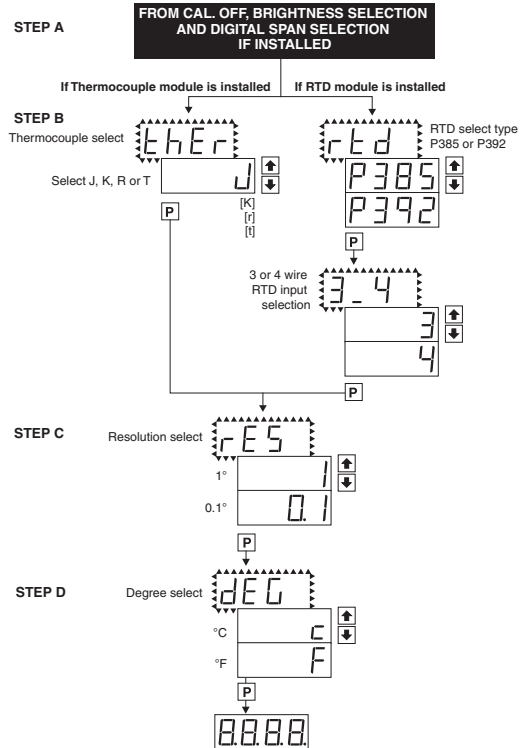 STEP A
FROM CAL. OFF, BRIGHTNESS SELECTION
AND DIGITAL SPAN SELECTION
IF INSTALLED
If Thermocouple module is installed
If RTD module is installed
STEP B
Thermocouple select
thEr
Select J, K, R or T
J
[K]
[r]
[t]
P
rtd
RTD select type
P385 or P392
P385
P392
P
3 or 4 wire
RTD input
selection
3_4
3
4
P
STEP C
Resolution select
rES
1°
1
0.1°
0.1
P
STEP D
Degree select
dEG
°C
c
°F
F
P
8.8.8.8.